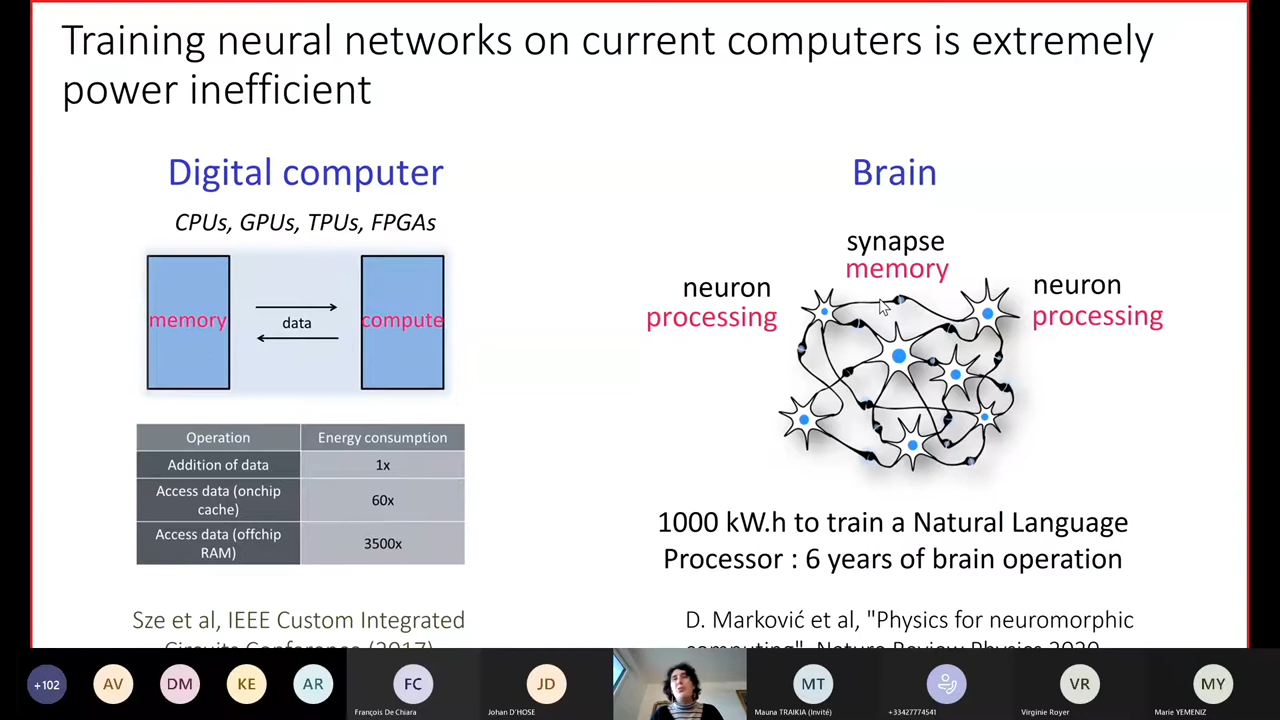 Training neural networks on current computers is extremely
power inefficient
Digital computer
CPUs, GPUs, TPUs, FPGAs
memory
data
compute
Operation
Energy consumption
Addition of data
1x
Access data (onchip
cache)
60x
Access data (offchip
RAM)
3500x
Sze et al, IEEE Custom Integrated
Circuits Conference (2017)
Brain
synapse
memory
neuron
processing
neuron
processing
1000 kW.h to train a Natural Language
Processor : 6 years of brain operation
D. Marković et al, "Physics for neuromorphic
computing", Nature Review Physics 2020
+102
AV
DM
KE
AR
FC
François De Chiara
JD
Johan D'HOSE
MT
Mauna TRAIKIA (Invité)
+33427774541
VR
Virginie Royer
MY
Marie YEMENIZ